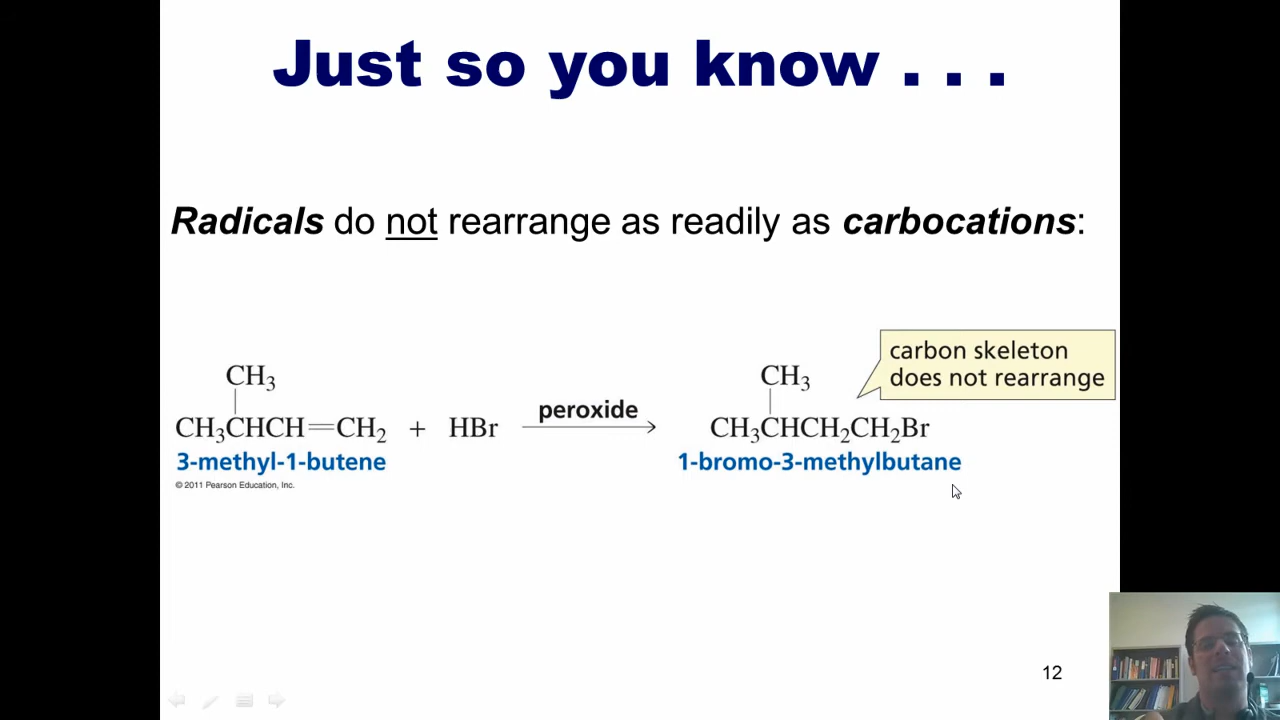 Just so you know . . .
Radicals do not rearrange as readily as carbocations:
carbon skeleton
does not rearrange
CH₃
CH₃
CH₃CHCH=CH₂ + HBr peroxide CH₃CHCH₂CH₂Br
3-methyl-1-butene
1-bromo-3-methylbutane
© 2011 Pearson Education, Inc.
12